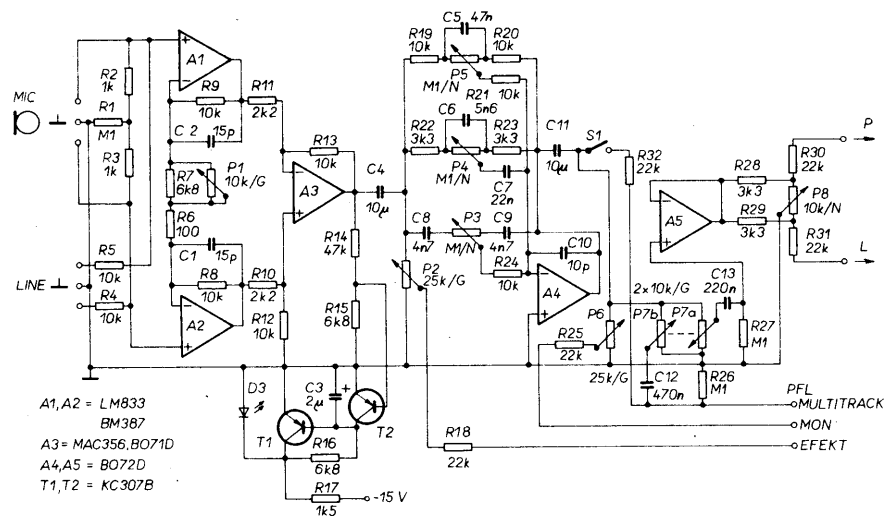 C5 47n
R19 10k
R20 10k
P5 M1/N
R21 10k
A1
R2 1k
R9 10k
R11 2k2
MIC
R1 M1
C2 15p
R3 1k
R13 10k
C6 5n6
R22 3k3
R23 3k3
P4 M1/N
C11 10µ
S1
R32 22k
P
R7 6k8
P1 10k/G
A3
C4 10µ
C7 22n
R28 3k3
R30 22k
R6 100
C8 4n7
P3 M1/N
C9 4n7
A5
R29 3k3
P8 10k/N
R31 22k
L
R5 10k
C1 15p
R14 47k
R24 10k
C10 10p
LINE
R8 10k
R10 2k2
P2 25k/G
A4
2×10k/G
C13 220n
R4 10k
A2
R12 10k
R15 6k8
R25 22k
P6 25k/G
P7b
P7a
R27 M1
C12 470n
R26 M1
D3
C3 2µ
+
T1
T2
PFL
MULTITRACK
MON
EFEKT
R16 6k8
R18 22k
R17 1k5
-15 V
A1,A2 = LM833
BM387
A3=MAC356,BO71D
A4,A5 = BO72D
T1,T2 = KC307B